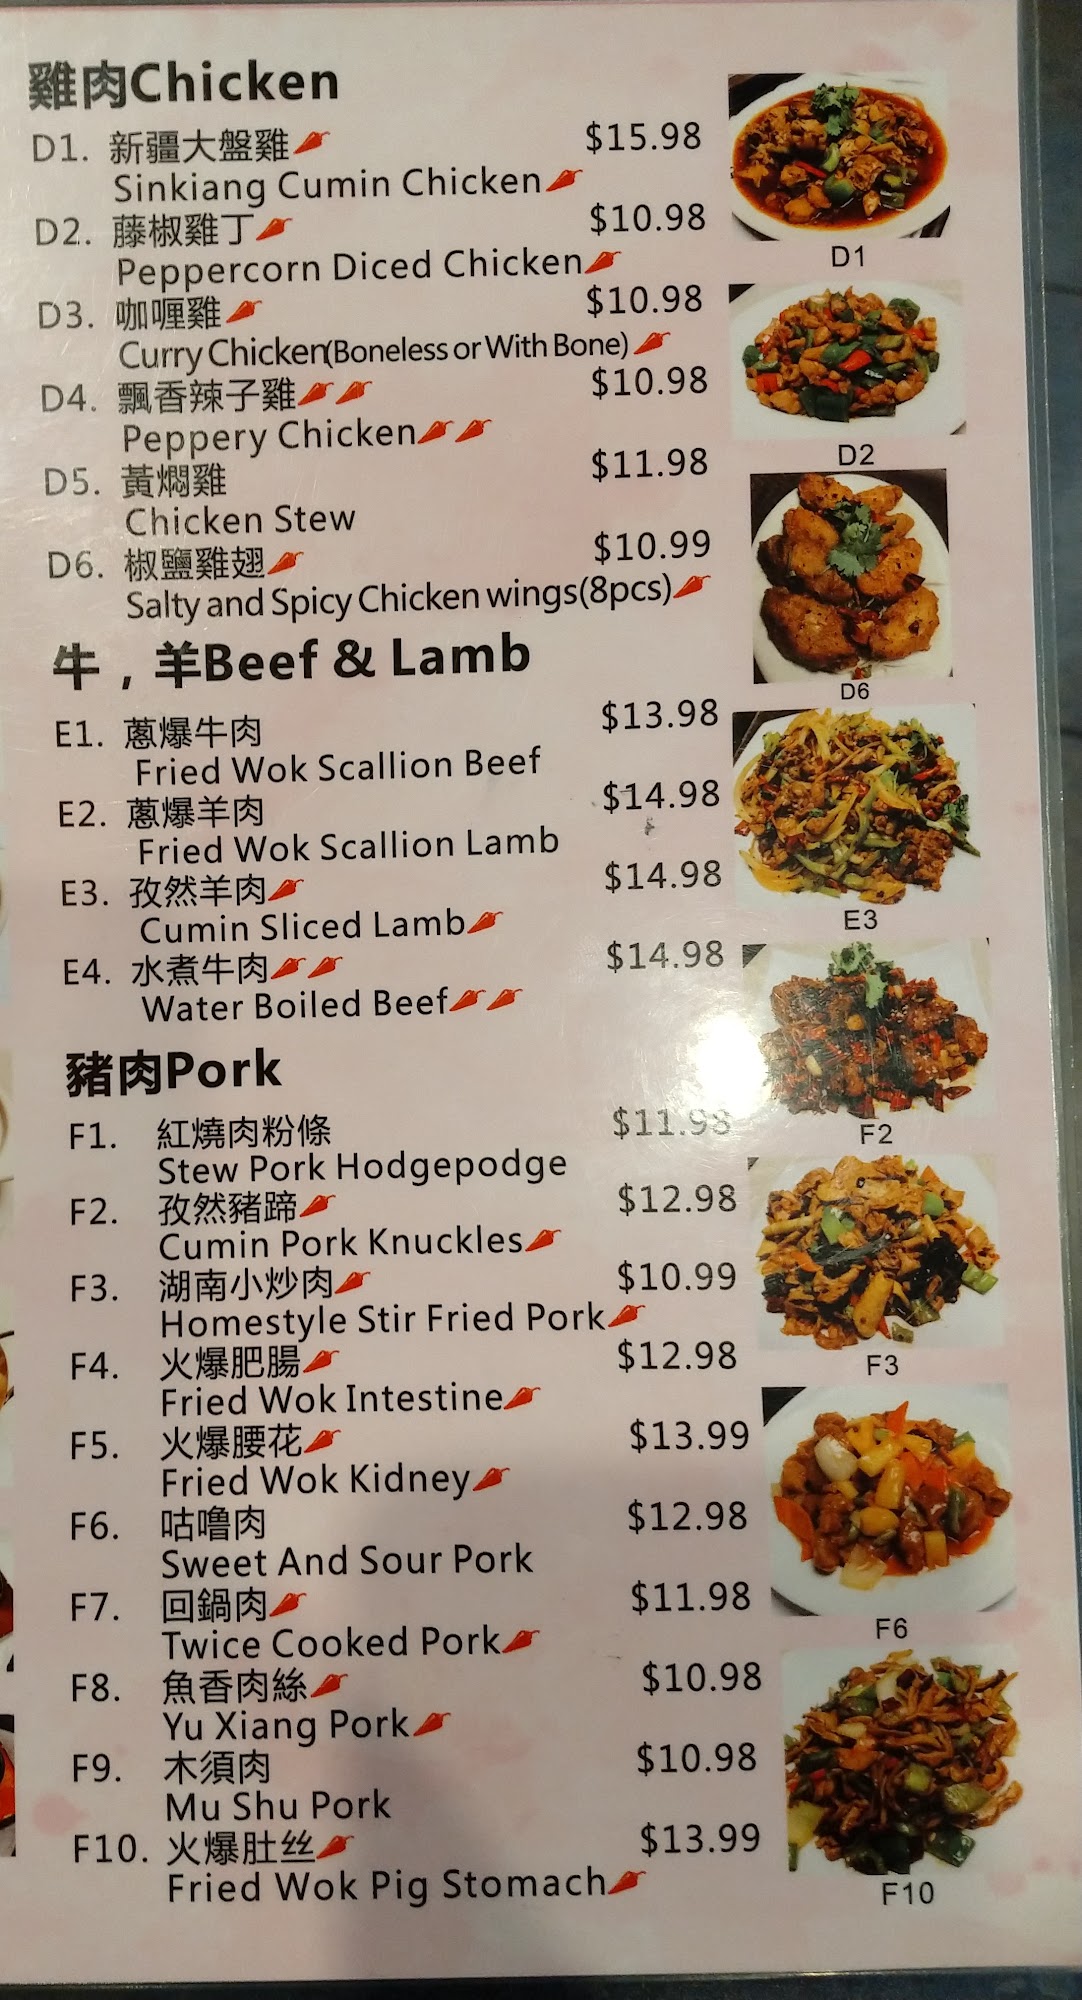 雞肉Chicken
D1. 新疆大盤雞 $15.98
Sinkiang Cumin Chicken
D2. 藤椒雞丁 $10.98
Peppercorn Diced Chicken
D3. 咖喱雞 $10.98
Curry Chicken(Boneless or With Bone)
D4. 飄香辣子雞 $10.98
Peppery Chicken
D5. 黃燜雞 $11.98
Chicken Stew
D6. 椒鹽雞翅 $10.99
Salty and Spicy Chicken wings(8pcs)
牛，羊Beef & Lamb
E1. 蔥爆牛肉 $13.98
Fried Wok Scallion Beef
E2. 蔥爆羊肉 $14.98
Fried Wok Scallion Lamb
E3. 孜然羊肉 $14.98
Cumin Sliced Lamb
E4. 水煮牛肉 $14.98
Water Boiled Beef
豬肉Pork
F1. 紅燒肉粉條 $11.98
Stew Pork Hodgepodge
F2. 孜然豬蹄 $12.98
Cumin Pork Knuckles
F3. 湖南小炒肉 $10.99
Homestyle Stir Fried Pork
F4. 火爆肥腸 $12.98
Fried Wok Intestine
F5. 火爆腰花 $13.99
Fried Wok Kidney
F6. 咕嚕肉 $12.98
Sweet And Sour Pork
F7. 回鍋肉 $11.98
Twice Cooked Pork
F8. 魚香肉絲 $10.98
Yu Xiang Pork
F9. 木須肉 $10.98
Mu Shu Pork
F10. 火爆肚丝 $13.99
Fried Wok Pig Stomach
D1
D2
D6
E3
F2
F3
F6
F10